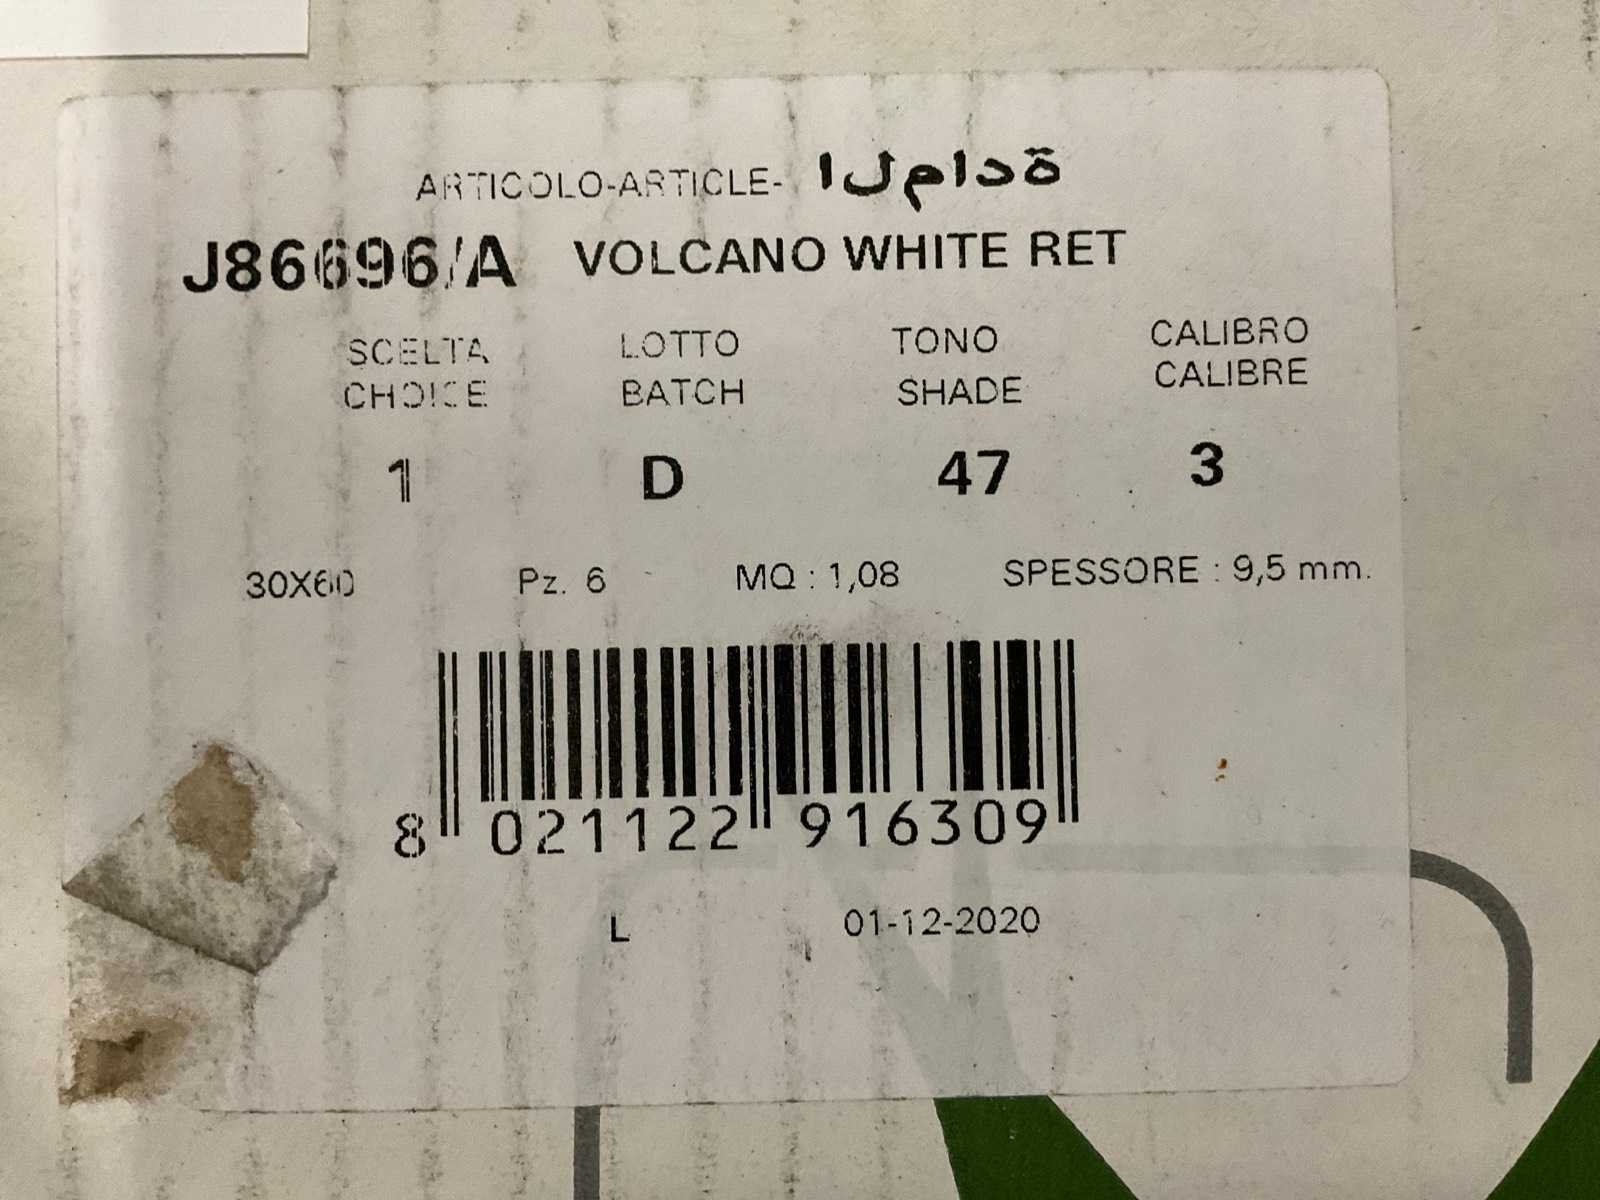 ARTICOLO-ARTICLE- المادة
J86696/A VOLCANO WHITE RET
SCELTA LOTTO TONO CALIBRO
CHOICE BATCH SHADE CALIBRE
1 D 47 3
30X60 Pz. 6 MQ : 1,08 SPESSORE : 9,5 mm.
8 021122 916309
L 01-12-2020